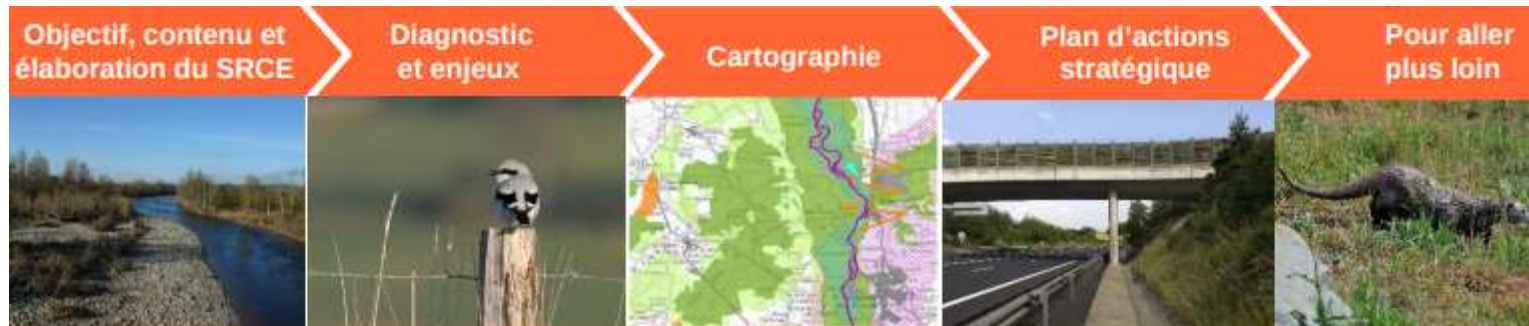 Objectif, contenu et
élaboration du SRCE
Diagnostic
et enjeux
Cartographie
Plan d'actions
stratégique
Pour aller
plus loin